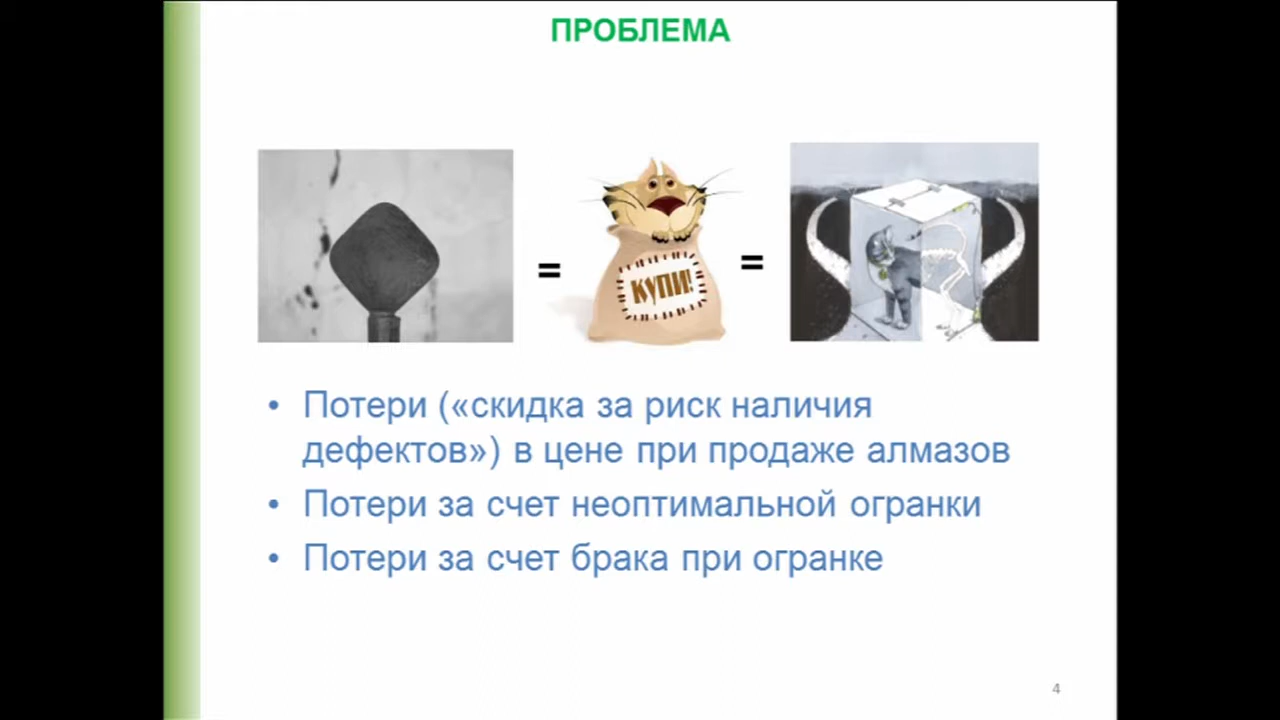 ПРОБЛЕМА
=
КУПИ!
=
• Потери («скидка за риск наличия
дефектов») в цене при продаже алмазов
• Потери за счет неоптимальной огранки
• Потери за счет брака при огранке
4